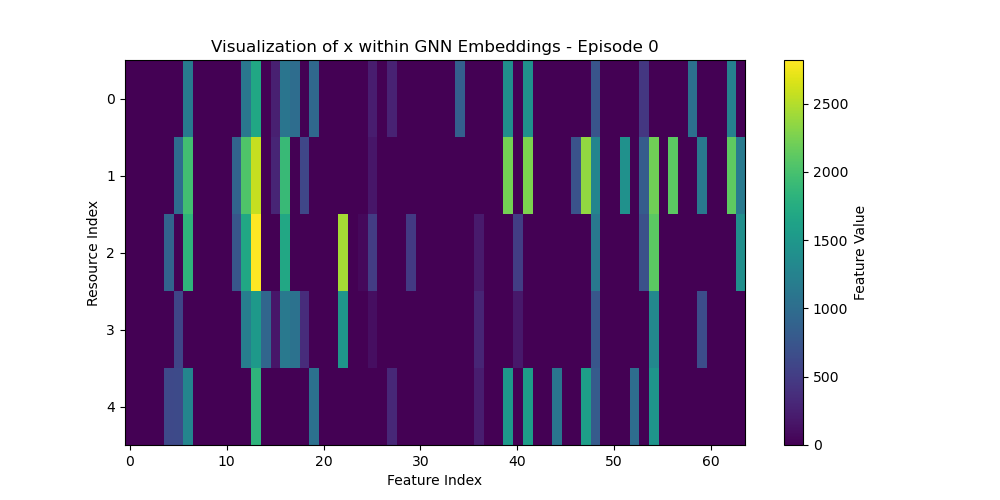 Visualization of x within GNN Embeddings - Episode 0
0
1
2
3
4
Resource Index
0 10 20 30 40 50 60
Feature Index
2500
2000
1500
1000
500
0
Feature Value